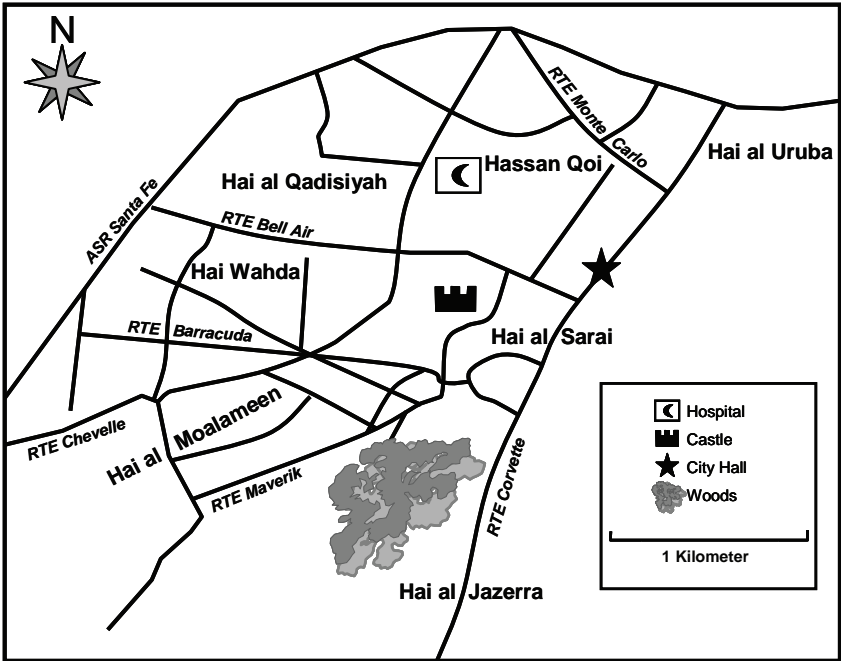 N
RTE Monte Carlo
Hai al Uruba
Hassan Qoi
Hai al Qadisiyah
ASR Santa Fe
RTE Bell Air
Hai Wahda
RTE Barracuda
Hai al Sarai
Hai al Moalameen
RTE Chevelle
RTE Maverik
RTE Corvette
Hai al Jazerra
Hospital
Castle
City Hall
Woods
1 Kilometer